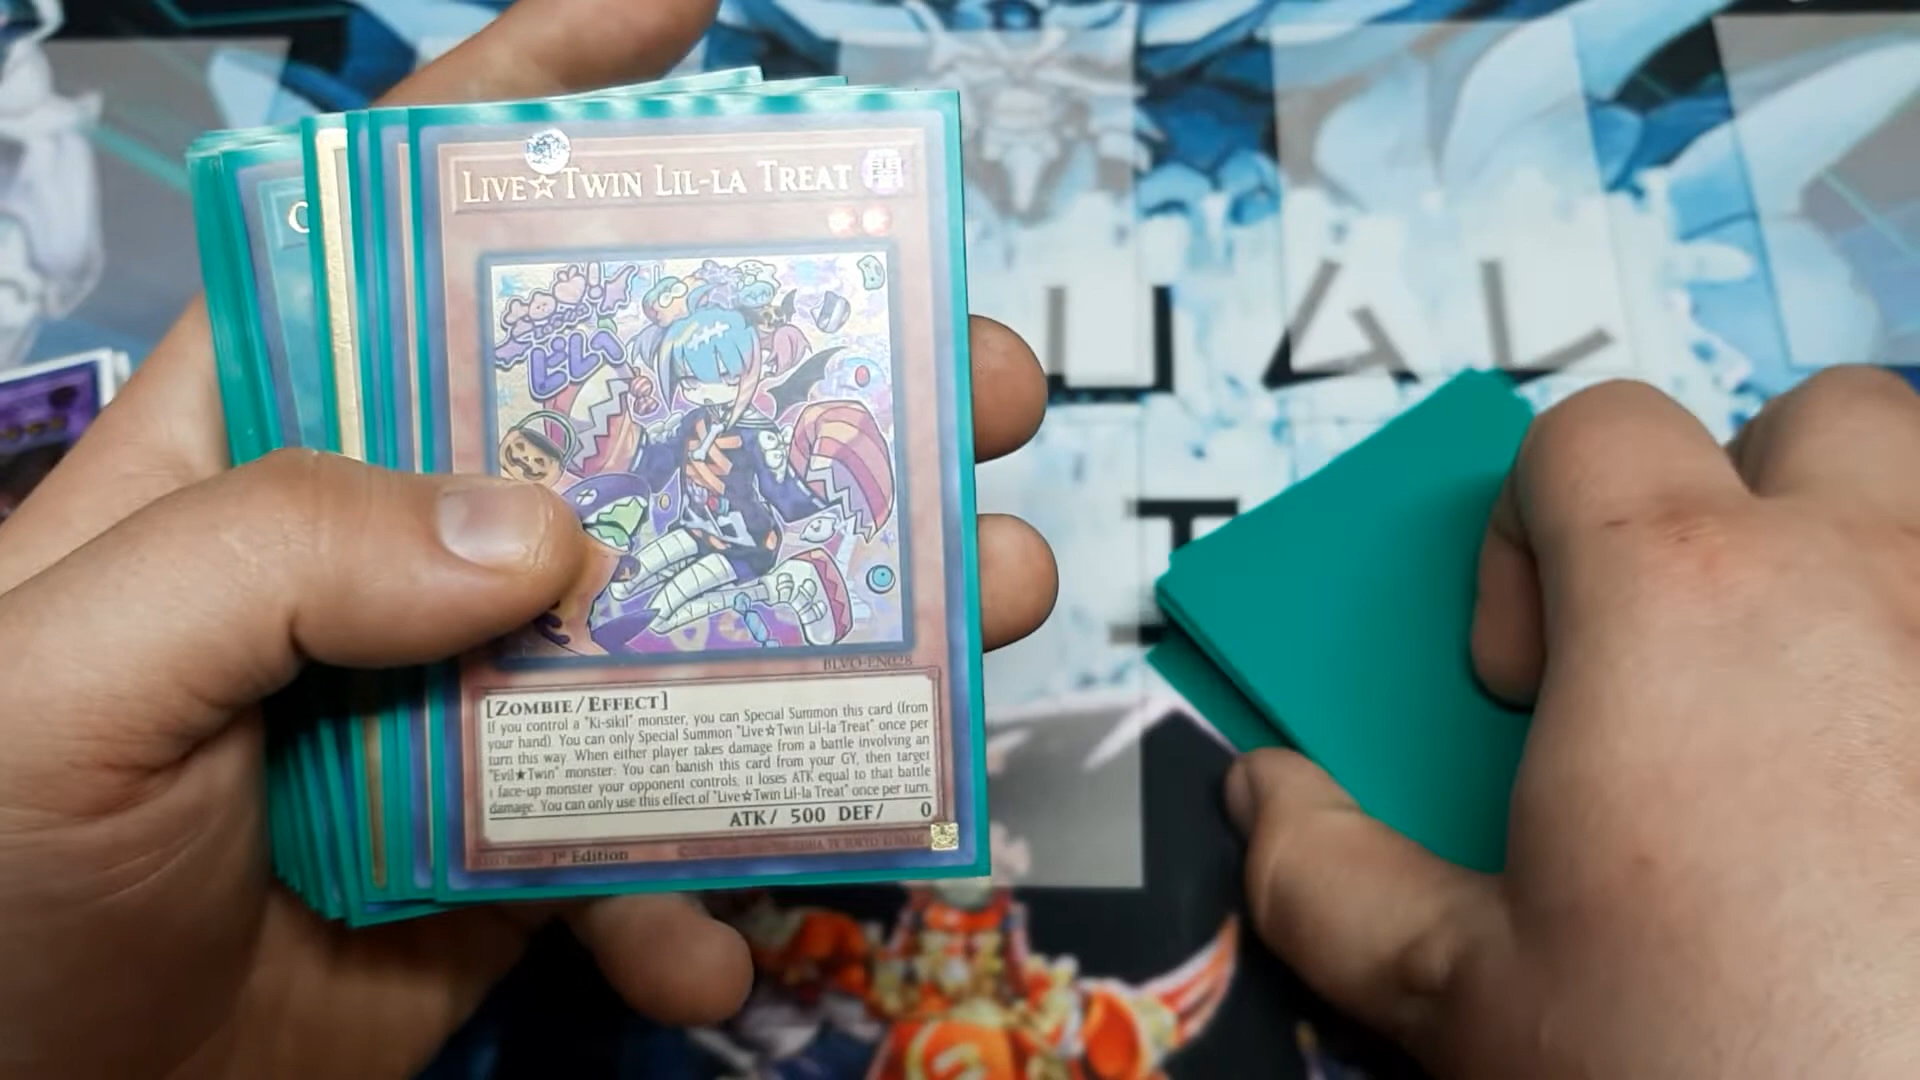 LIVE☆TWIN LIL-LA TREAT
闇
C
BLVO-EN028
[ZOMBIE/EFFECT]
If you control a "Ki-sikil" monster, you can Special Summon this card (from
your hand). You can only Special Summon "Live☆Twin Lil-la Treat" once per
turn this way. When either player takes damage from a battle involving an
"Evil★Twin" monster: You can banish this card from your GY, then target
1 face-up monster your opponent controls; it loses ATK equal to that battle
damage. You can only use this effect of "Live☆Twin Lil-la Treat" once per turn.
ATK/ 500 DEF/ 0
1st Edition